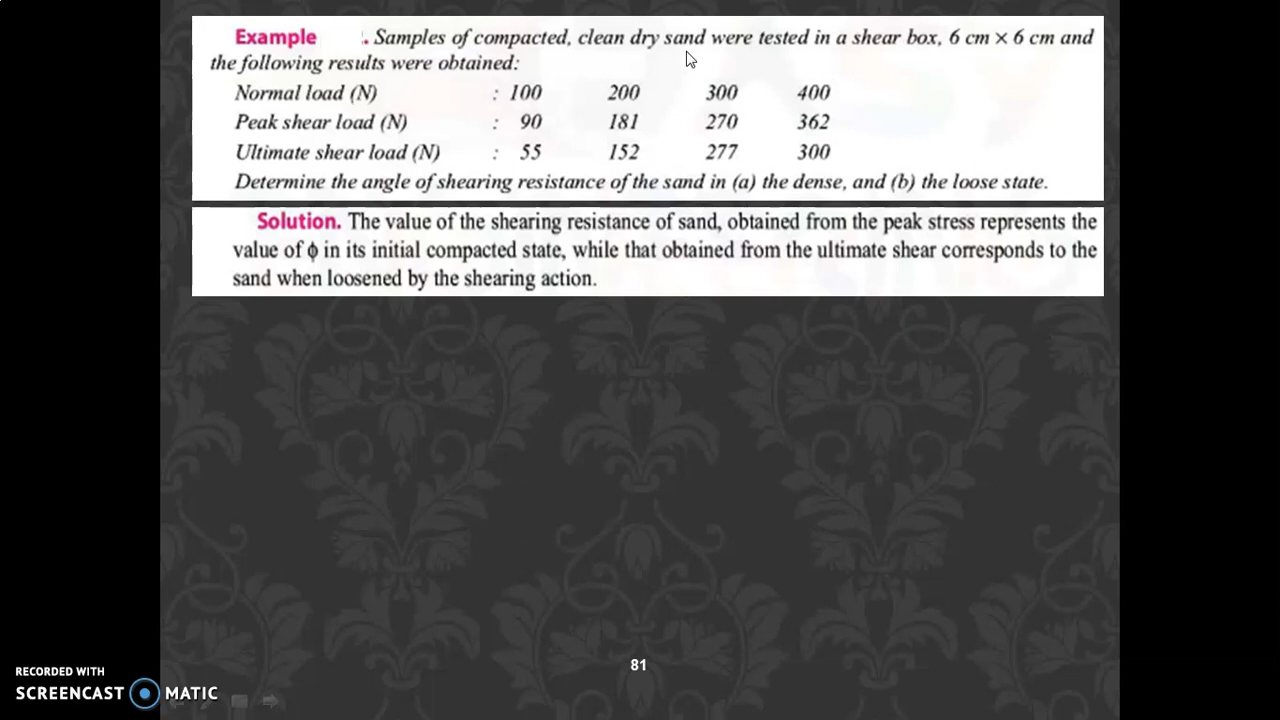 Example . Samples of compacted, clean dry sand were tested in a shear box, 6 cm × 6 cm and
the following results were obtained:
Normal load (N) : 100 200 300 400
Peak shear load (N) : 90 181 270 362
Ultimate shear load (N) : 55 152 277 300
Determine the angle of shearing resistance of the sand in (a) the dense, and (b) the loose state.
Solution. The value of the shearing resistance of sand, obtained from the peak stress represents the
value of ϕ in its initial compacted state, while that obtained from the ultimate shear corresponds to the
sand when loosened by the shearing action.
81
RECORDED WITH
SCREENCAST MATIC